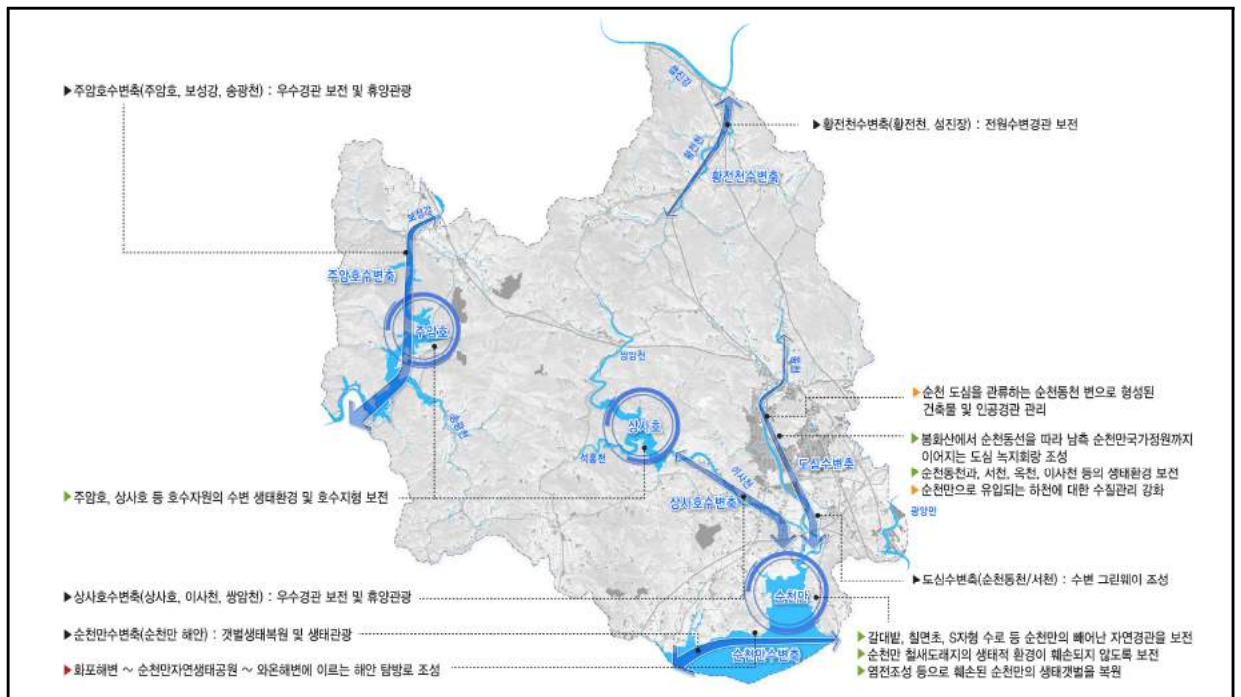 섬진강
▶주암호수변축(주암호, 보성강, 송광천) : 우수경관 보전 및 휴양관광
▶황전천수변축(황전천, 섬진장) : 전원수변경관 보전
황전천
황전천수변축
보성강
주암호수변축
주암호
쌍암천
동천
송광천
상사호
석흥천
이사천
도심수변축
상사호수변축
▶순천 도심을 관류하는 순천동천 변으로 형성된
건축물 및 인공경관 관리
▶봉화산에서 순천동선을 따라 남측 순천만국가정원까지
이어지는 도심 녹지회랑 조성
▶순천동천과, 서천, 옥천, 이사천 등의 생태환경 보전
▶순천만으로 유입되는 하천에 대한 수질관리 강화
광양만
▶주암호, 상사호 등 호수자원의 수변 생태환경 및 호수지형 보전
▶도심수변축(순천동천/서천) : 수변 그린웨이 조성
▶상사호수변축(상사호, 이사천, 쌍암천) : 우수경관 보전 및 휴양관광
순천만
▶순천만수변축(순천만 해안) : 갯벌생태복원 및 생태관광
▶갈대밭, 칠면초, S자형 수로 등 순천만의 빼어난 자연경관을 보전
순천만수변축
▶순천만 철새도래지의 생태적 환경이 훼손되지 않도록 보전
▶화포해변 ~ 순천만자연생태공원 ~ 와온해변에 이르는 해안 탐방로 조성
▶염전조성 등으로 훼손된 순천만의 생태갯벌을 복원